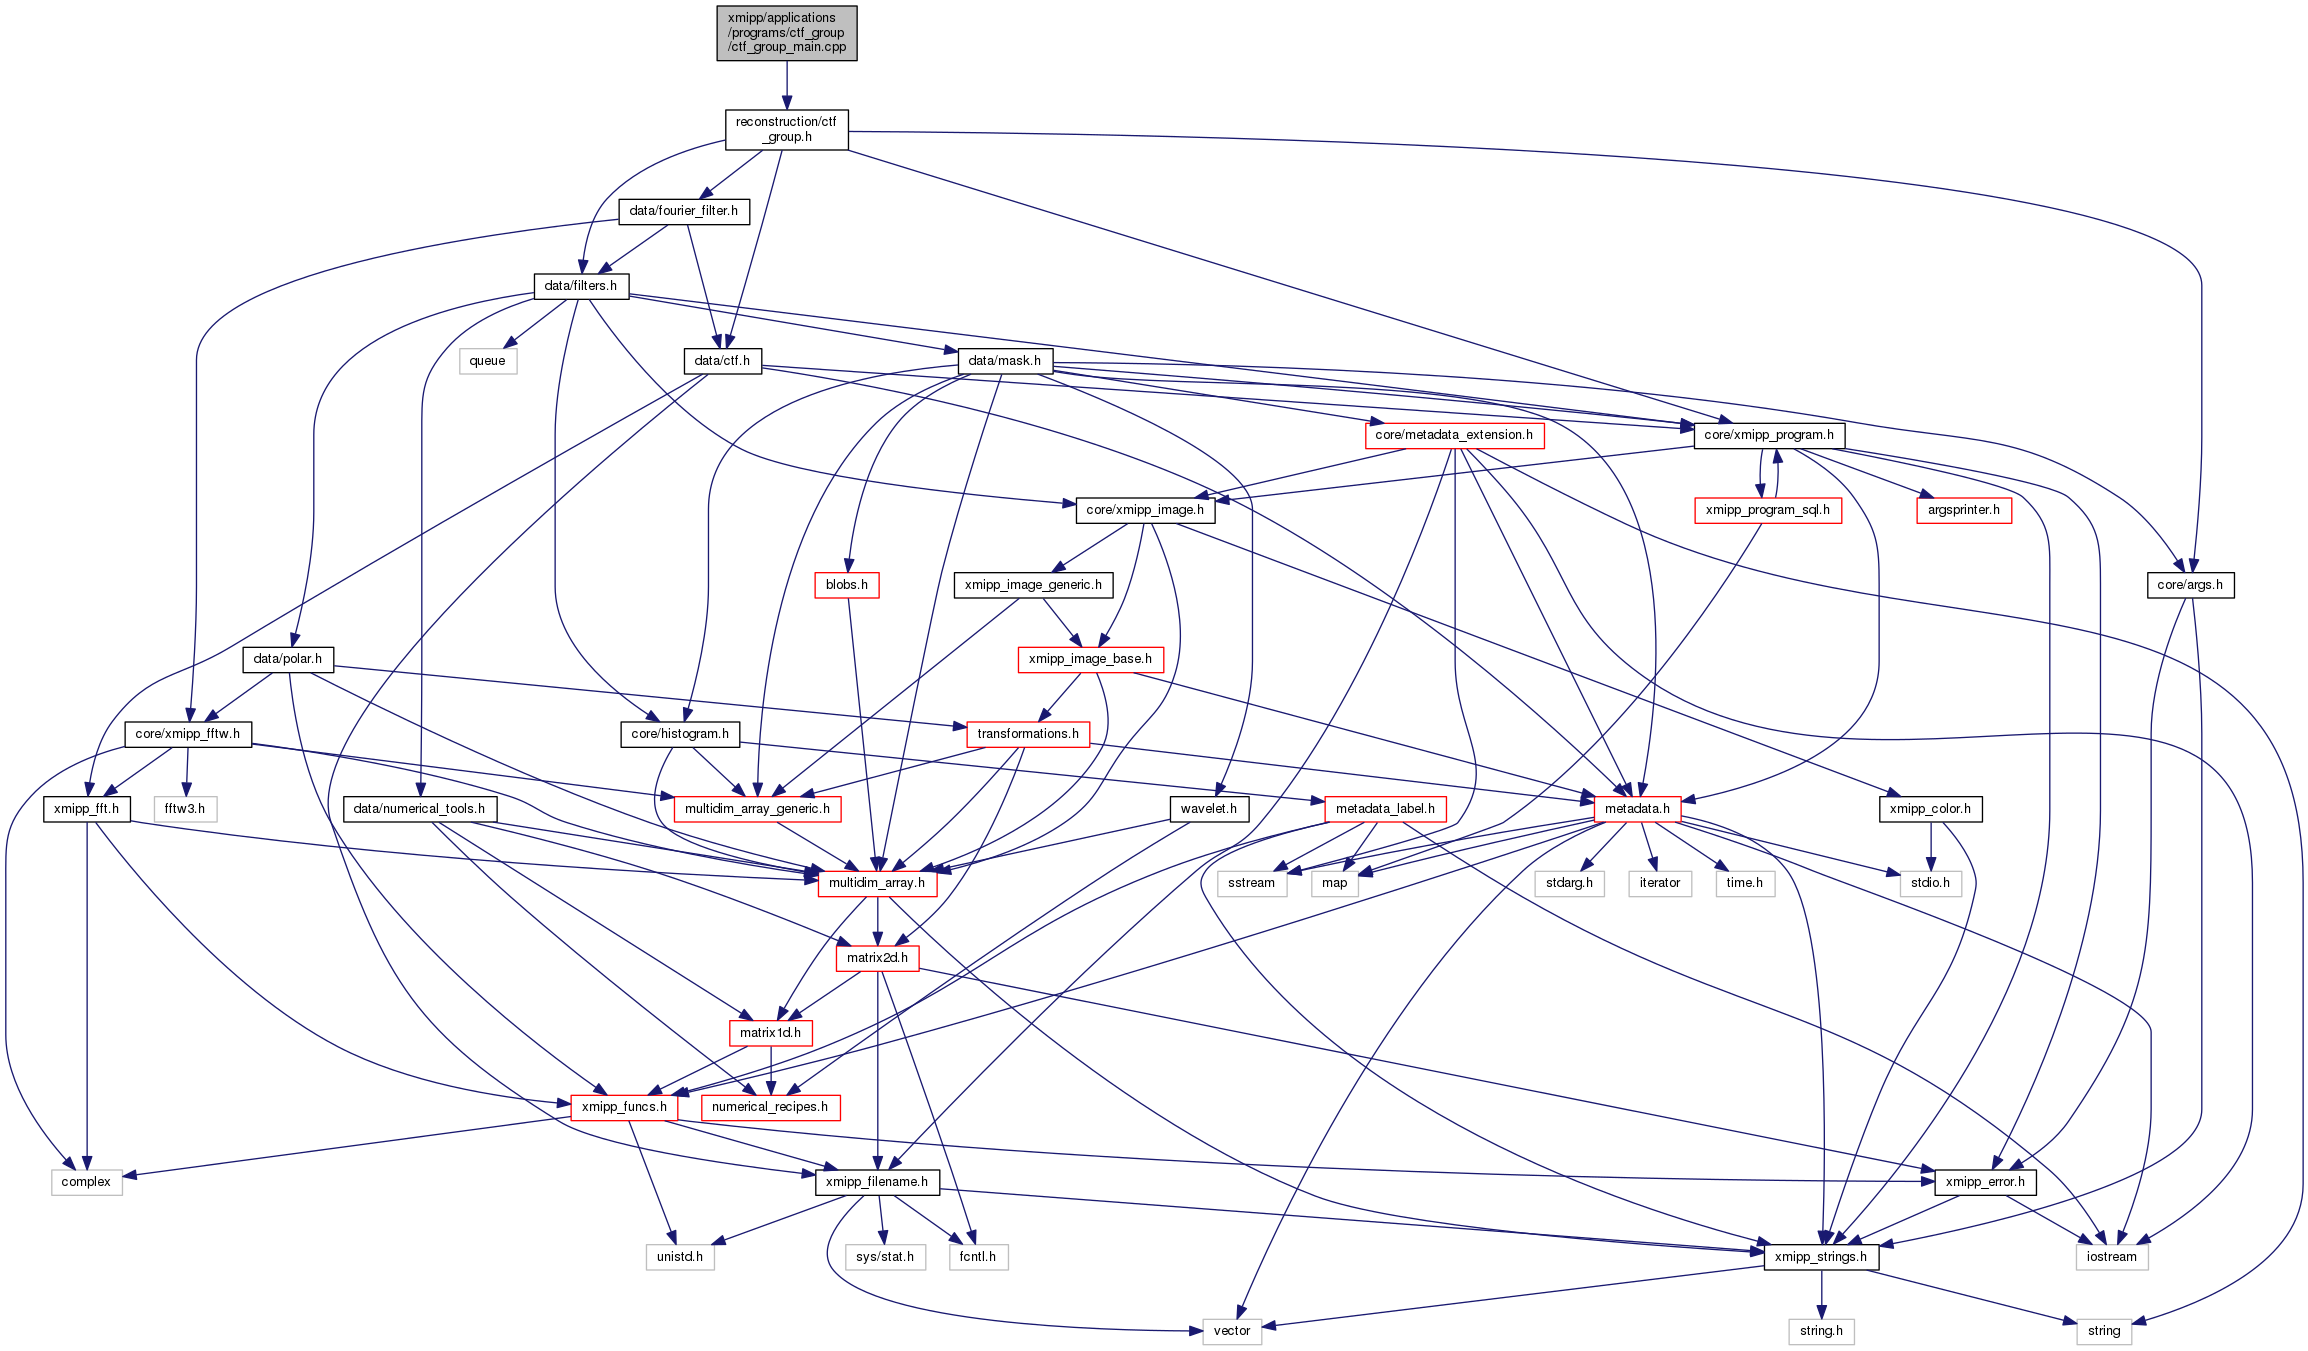 xmipp/applications
/programs/ctf_group
/ctf_group_main.cpp
reconstruction/ctf
_group.h
data/fourier_filter.h
data/filters.h
queue
data/ctf.h
data/mask.h
core/metadata_extension.h
core/xmipp_program.h
core/xmipp_image.h
xmipp_program_sql.h
argsprinter.h
blobs.h
xmipp_image_generic.h
core/args.h
data/polar.h
xmipp_image_base.h
core/xmipp_fftw.h
core/histogram.h
transformations.h
xmipp_fft.h
fftw3.h
data/numerical_tools.h
multidim_array_generic.h
wavelet.h
metadata_label.h
metadata.h
xmipp_color.h
multidim_array.h
sstream
map
stdarg.h
iterator
time.h
stdio.h
matrix2d.h
matrix1d.h
xmipp_funcs.h
numerical_recipes.h
complex
xmipp_filename.h
xmipp_error.h
unistd.h
sys/stat.h
fcntl.h
xmipp_strings.h
iostream
vector
string.h
string